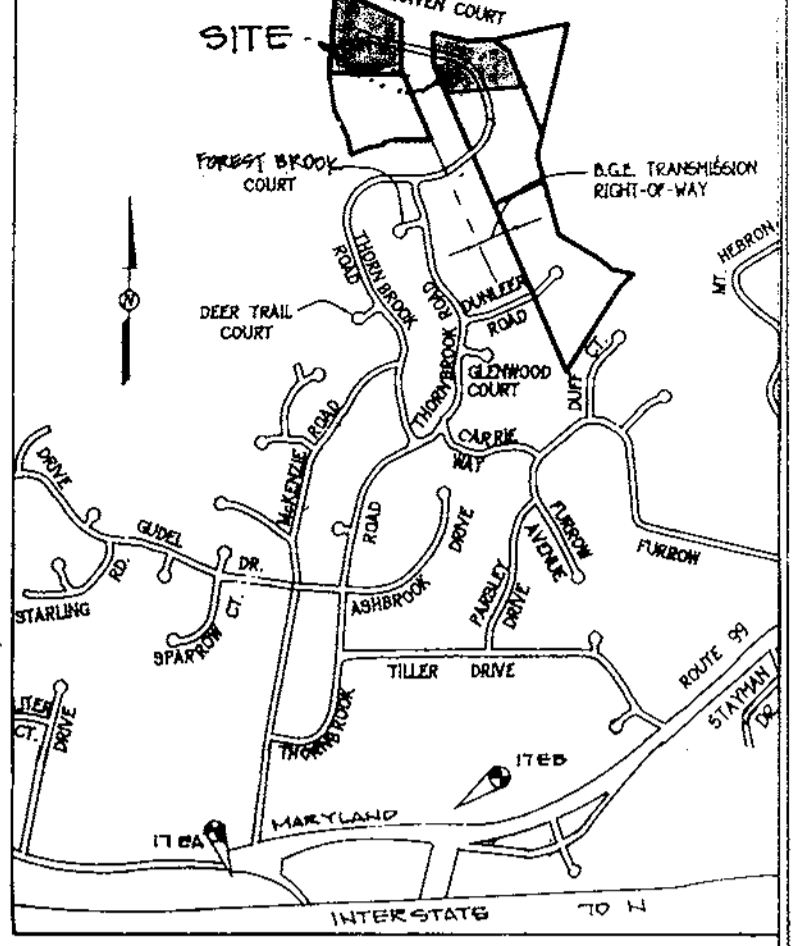 COURT
SITE
FOREST BROOK
COURT
B.G.E. TRANSMISSION
RIGHT-OF-WAY
MT. HEBRON
THORN BROOK
ROAD
N
DEER TRAIL
COURT
ROAD
DUNLEER
ROAD
THORNBROOK
GLENWOOD
COURT
DUFF CT.
McKENZIE ROAD
CARRIE
WAY
DRIVE
ROAD
DRIVE
FURROW
AVENUE
FURROW
GUDEL
DR.
RD.
ASHBROOK
PARSLEY
DRIVE
STARLING
CT.
SPARROW
TILLER DRIVE
ROUTE 99
STAYMAN
DR.
CT.
DRIVE
THORNBROOK
17EB
MARYLAND
17EA
INTERSTATE 70 N